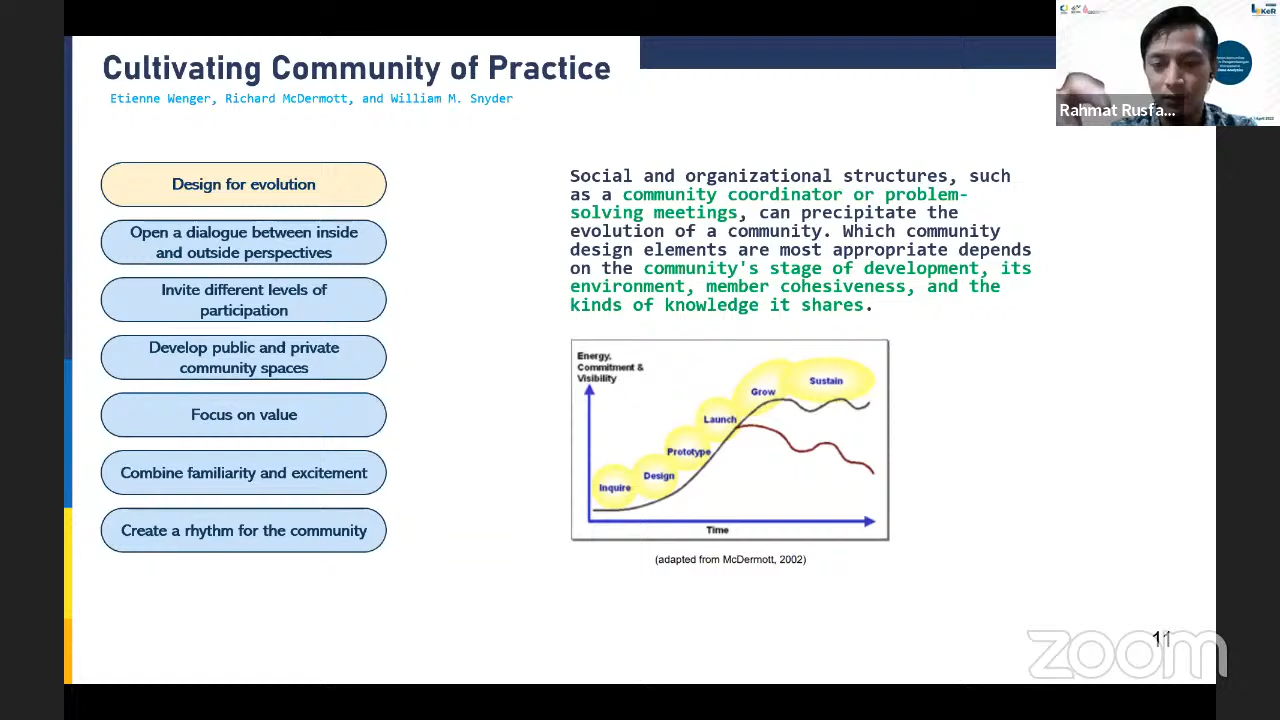 Cultivating Community of Practice
Etienne Wenger, Richard McDermott, and William M. Snyder
Design for evolution
Open a dialogue between inside
and outside perspectives
Invite different levels of
participation
Develop public and private
community spaces
Focus on value
Combine familiarity and excitement
Create a rhythm for the community
Social and organizational structures, such
as a community coordinator or problem-
solving meetings, can precipitate the
evolution of a community. Which community
design elements are most appropriate depends
on the community's stage of development, its
environment, member cohesiveness, and the
kinds of knowledge it shares.
Energy,
Commitment &
Visibility
Inquire
Design
Prototype
Launch
Grow
Sustain
Time
(adapted from McDermott, 2002)
Rahmat Rusfa...
Data Analytics
April 2022
11
zoom